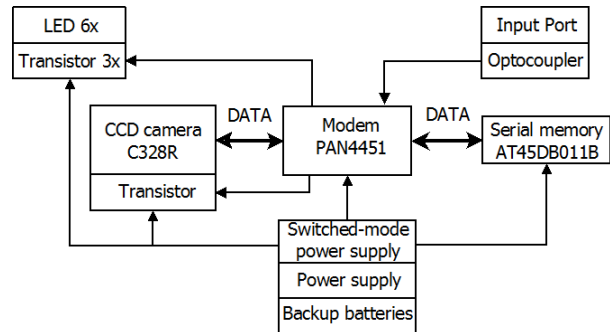 LED 6x
Transistor 3x
Input Port
Optocoupler
DATA
DATA
CCD camera
C328R
Transistor
Modem
PAN4451
Serial memory
AT45DB011B
Switched-mode
power supply
Power supply
Backup batteries